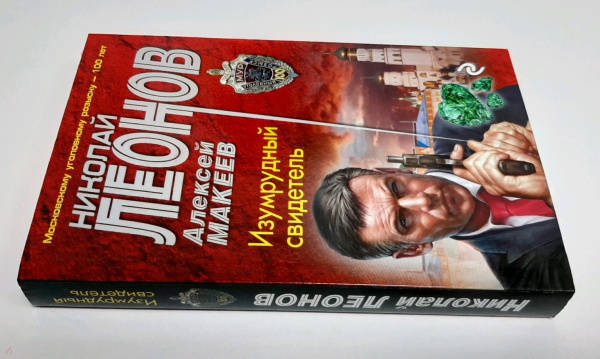 Московскому уголовному розыску – 100 лет
НИКОЛАЙ
ЛЕОНОВ
Алексей
МАКЕЕВ
Изумрудный
свидетель
Изумрудный
свидетель
Николай ЛЕОНОВ